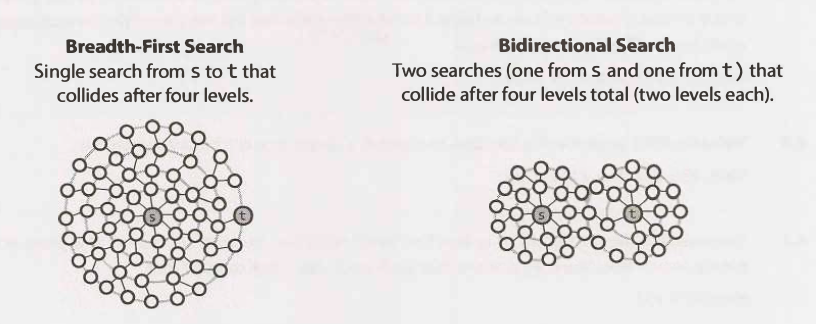 Breadth-First Search
Single search from s to t that
collides after four levels.
Bidirectional Search
Two searches (one from s and one from t) that
collide after four levels total (two levels each).
s
t
s
t